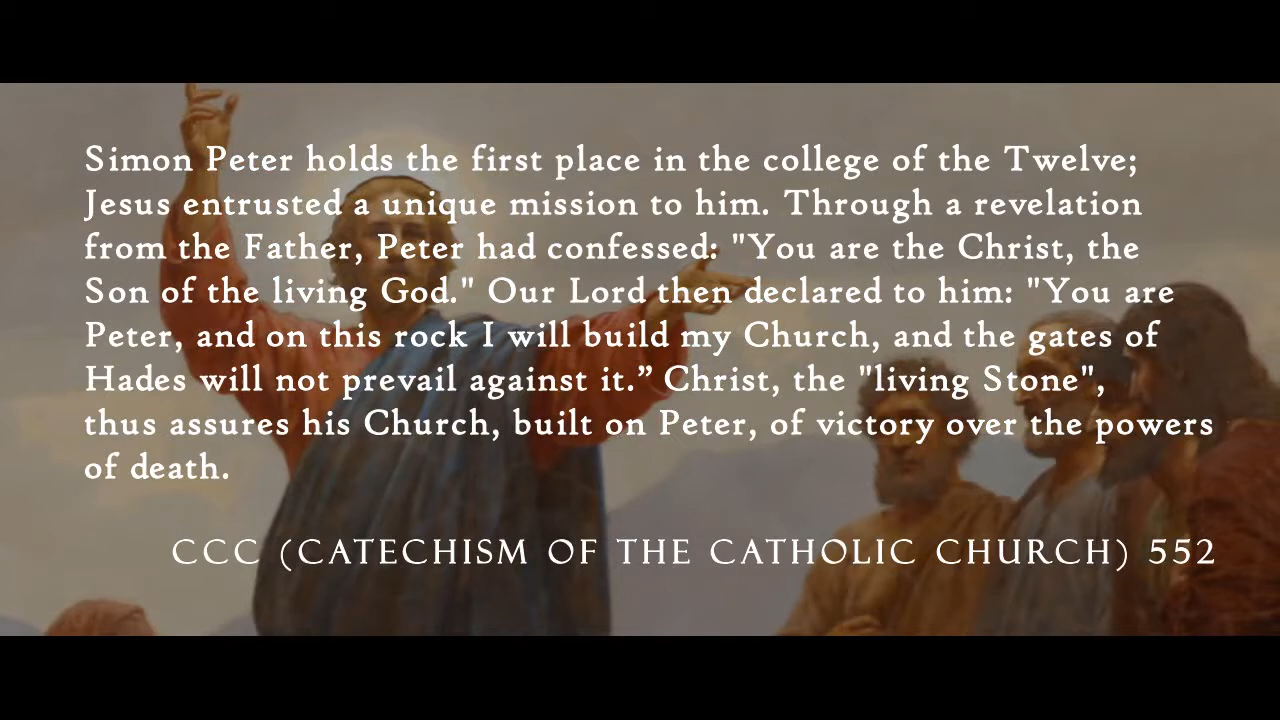 Simon Peter holds the first place in the college of the Twelve;
Jesus entrusted a unique mission to him. Through a revelation
from the Father, Peter had confessed: "You are the Christ, the
Son of the living God." Our Lord then declared to him: "You are
Peter, and on this rock I will build my Church, and the gates of
Hades will not prevail against it.” Christ, the "living Stone",
thus assures his Church, built on Peter, of victory over the powers
of death.
CCC (CATECHISM OF THE CATHOLIC CHURCH) 552